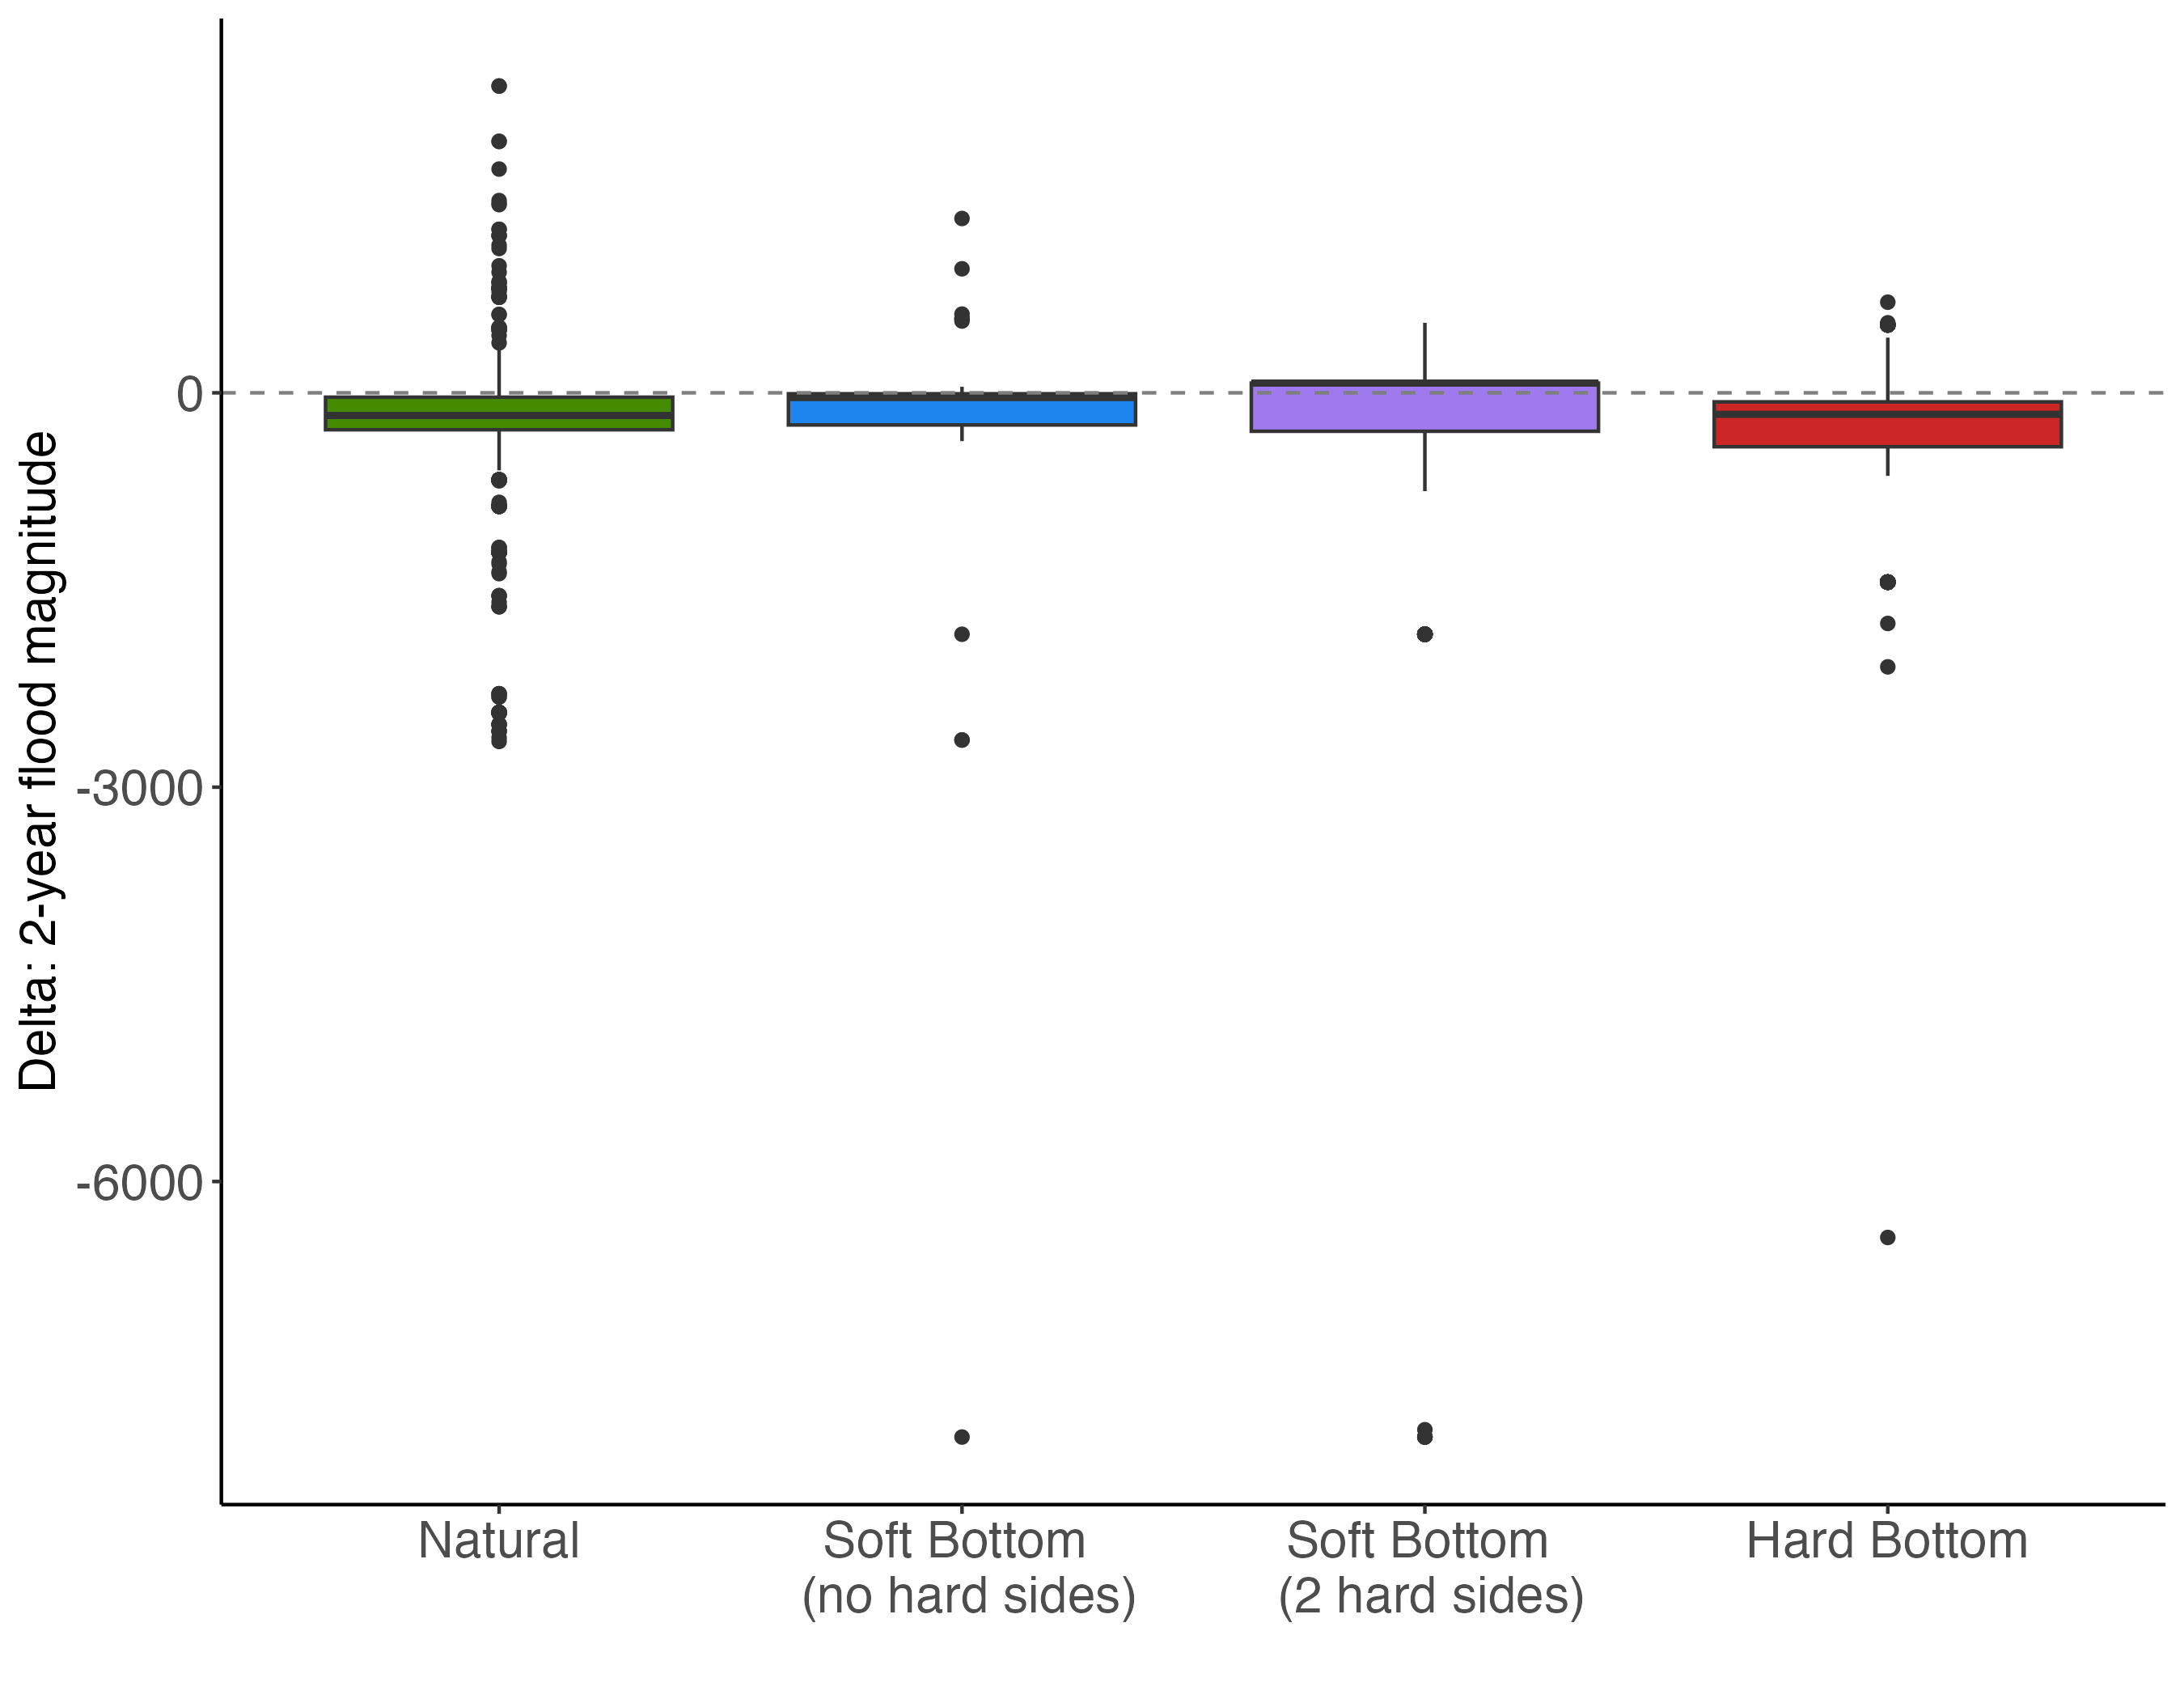 Delta: 2-year flood magnitude
0
-3000
-6000
Natural
Soft Bottom
(no hard sides)
Soft Bottom
(2 hard sides)
Hard Bottom